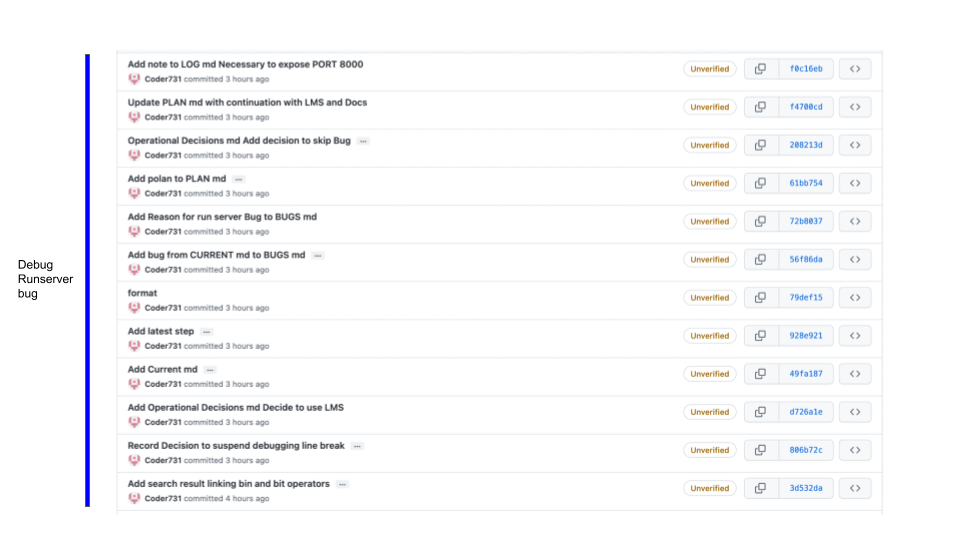 Debug
Runserver
bug
Add note to LOG md Necessary to expose PORT 8000
Coder731 committed 3 hours ago
Unverified
f0c16eb
Update PLAN md with continuation with LMS and Docs
Coder731 committed 3 hours ago
Unverified
f4700cd
Operational Decisions md Add decision to skip Bug ...
Coder731 committed 3 hours ago
Unverified
208213d
Add polan to PLAN md ...
Coder731 committed 3 hours ago
Unverified
61bb754
Add Reason for run server Bug to BUGS md
Coder731 committed 3 hours ago
Unverified
72b8037
Add bug from CURRENT md to BUGS md ...
Coder731 committed 3 hours ago
Unverified
56f86da
format
Coder731 committed 3 hours ago
Unverified
79def15
Add latest step ...
Coder731 committed 3 hours ago
Unverified
928e921
Add Current md ...
Coder731 committed 3 hours ago
Unverified
49fa187
Add Operational Decisions md Decide to use LMS
Coder731 committed 3 hours ago
Unverified
d726a1e
Record Decision to suspend debugging line break ...
Coder731 committed 3 hours ago
Unverified
806b72c
Add search result linking bin and bit operators ...
Coder731 committed 4 hours ago
Unverified
3d532da